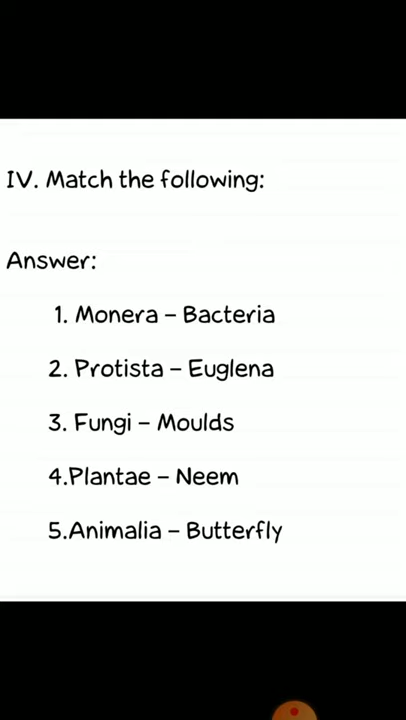 IV. Match the following:
Answer:
1. Monera – Bacteria
2. Protista – Euglena
3. Fungi – Moulds
4.Plantae – Neem
5.Animalia – Butterfly